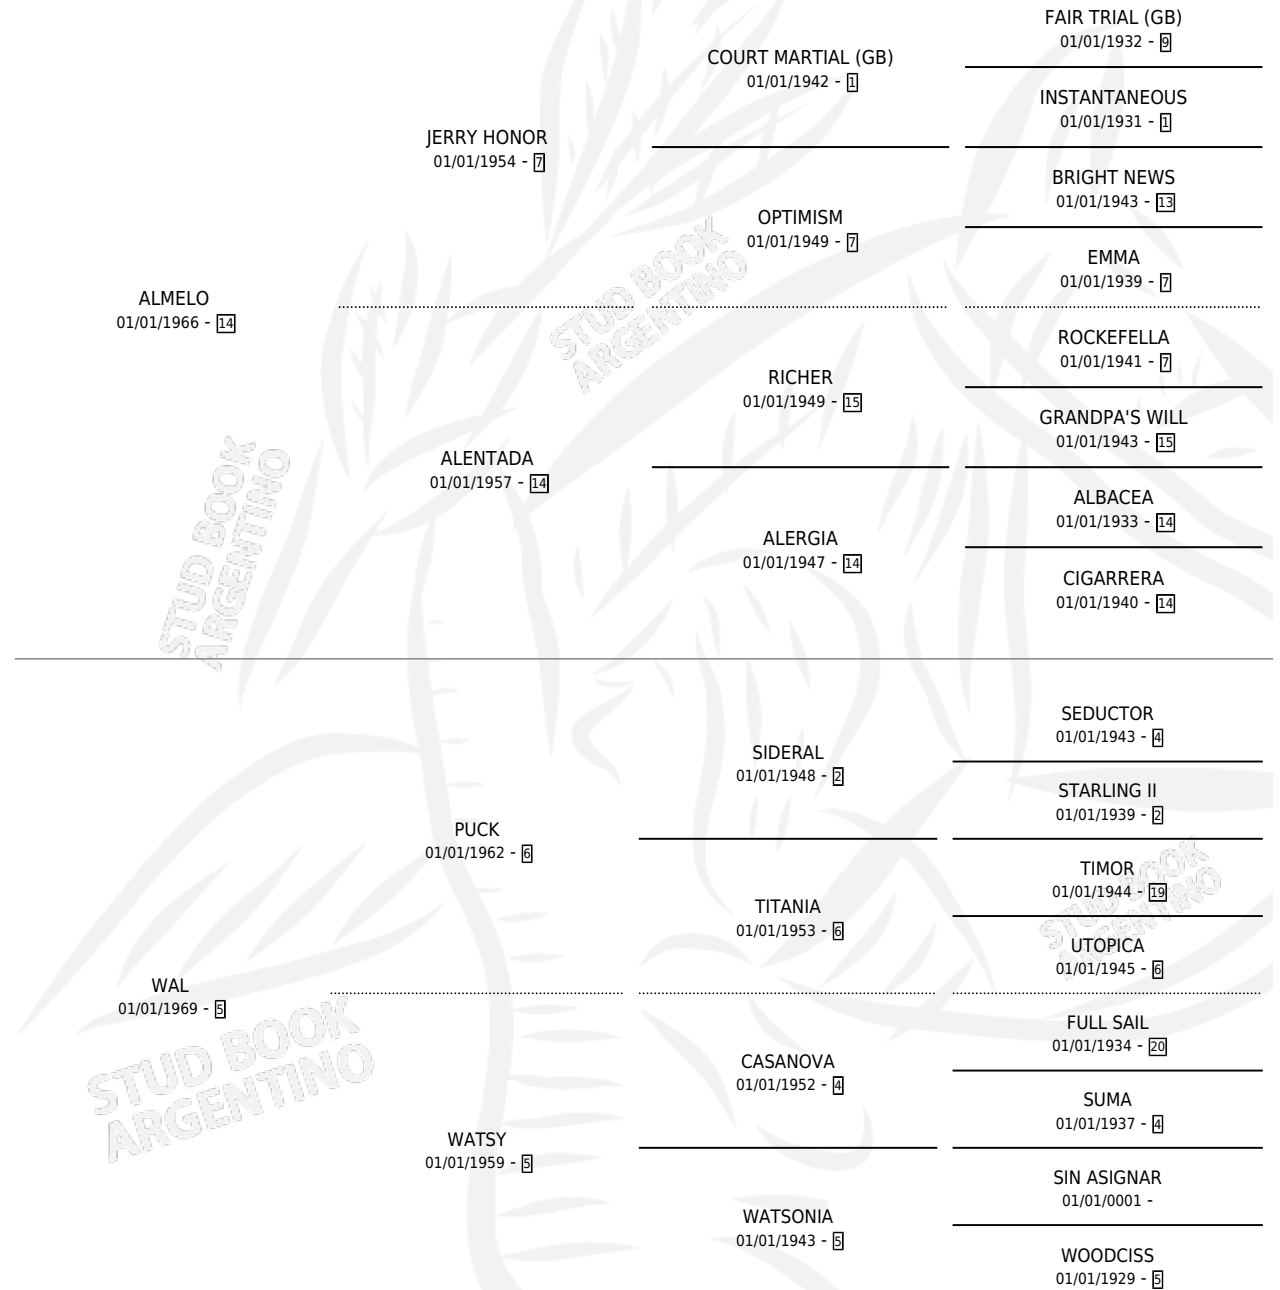 FAIR TRIAL (GB)
01/01/1932 - 9
COURT MARTIAL (GB)
01/01/1942 - 1
INSTANTANEOUS
01/01/1931 - 1
JERRY HONOR
01/01/1954 - 7
BRIGHT NEWS
01/01/1943 - 13
OPTIMISM
01/01/1949 - 7
EMMA
01/01/1939 - 7
ALMELO
01/01/1966 - 14
ROCKEFELLA
01/01/1941 - 7
RICHER
01/01/1949 - 15
GRANDPA'S WILL
01/01/1943 - 15
ALENTADA
01/01/1957 - 14
ALBACEA
01/01/1933 - 14
ALERGIA
01/01/1947 - 14
CIGARRERA
01/01/1940 - 14
SEDUCTOR
01/01/1943 - 4
SIDERAL
01/01/1948 - 2
STARLING II
01/01/1939 - 2
PUCK
01/01/1962 - 6
TIMOR
01/01/1944 - 19
TITANIA
01/01/1953 - 6
UTOPICA
01/01/1945 - 6
WAL
01/01/1969 - 5
FULL SAIL
01/01/1934 - 20
CASANOVA
01/01/1952 - 4
SUMA
01/01/1937 - 4
WATSY
01/01/1959 - 5
SIN ASIGNAR
01/01/0001 -
WATSONIA
01/01/1943 - 5
WOODCISS
01/01/1929 - 5
STUD BOOK
ARGENTINO
STUD BOOK
ARGENTINO
STUD BOOK
ARGENTINO
STUD BOOK
ARGENTINO